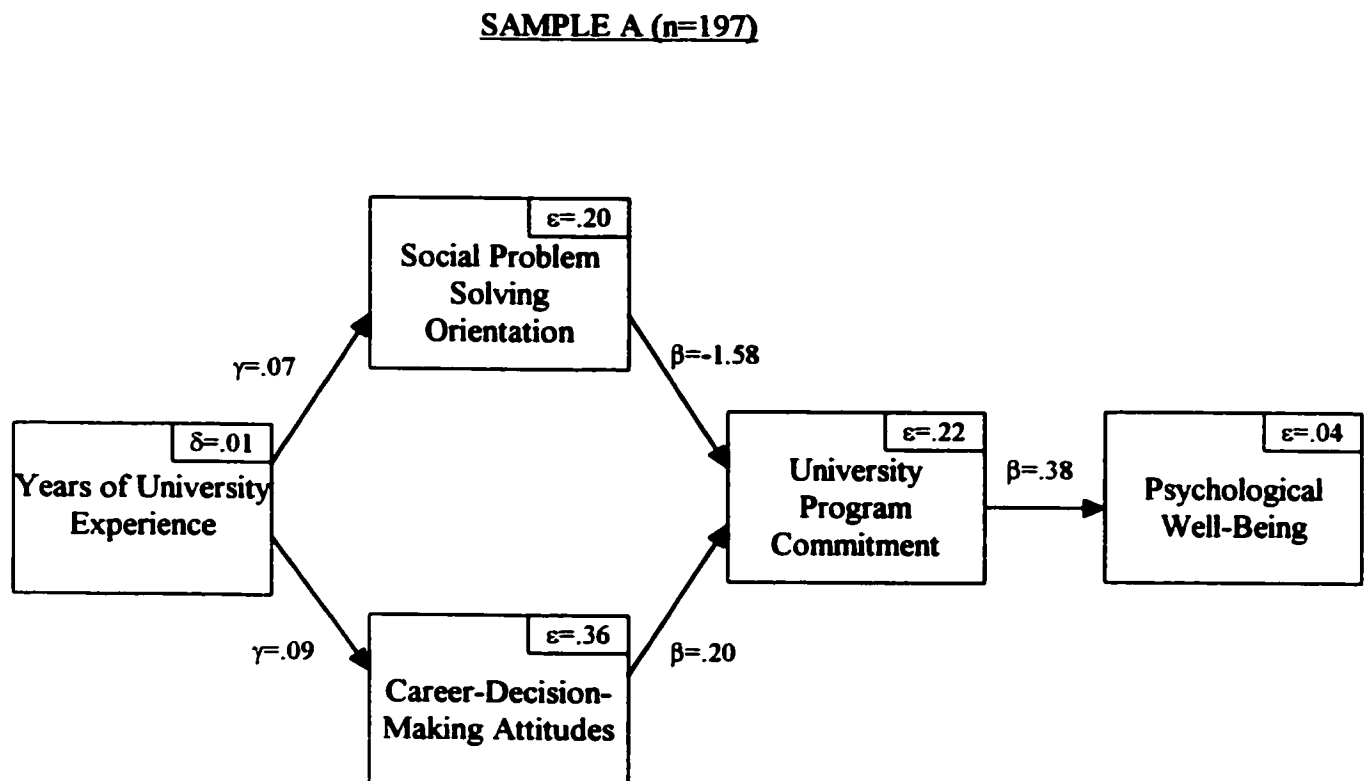 SAMPLE A (n=197)
ε=.20
Social Problem
Solving
Orientation
γ=.07
β=-1.58
δ=.01
Years of University
Experience
ε=.22
University
Program
Commitment
β=.38
ε=.04
Psychological
Well-Being
γ=.09
ε=.36
Career-Decision-
Making Attitudes
β=.20